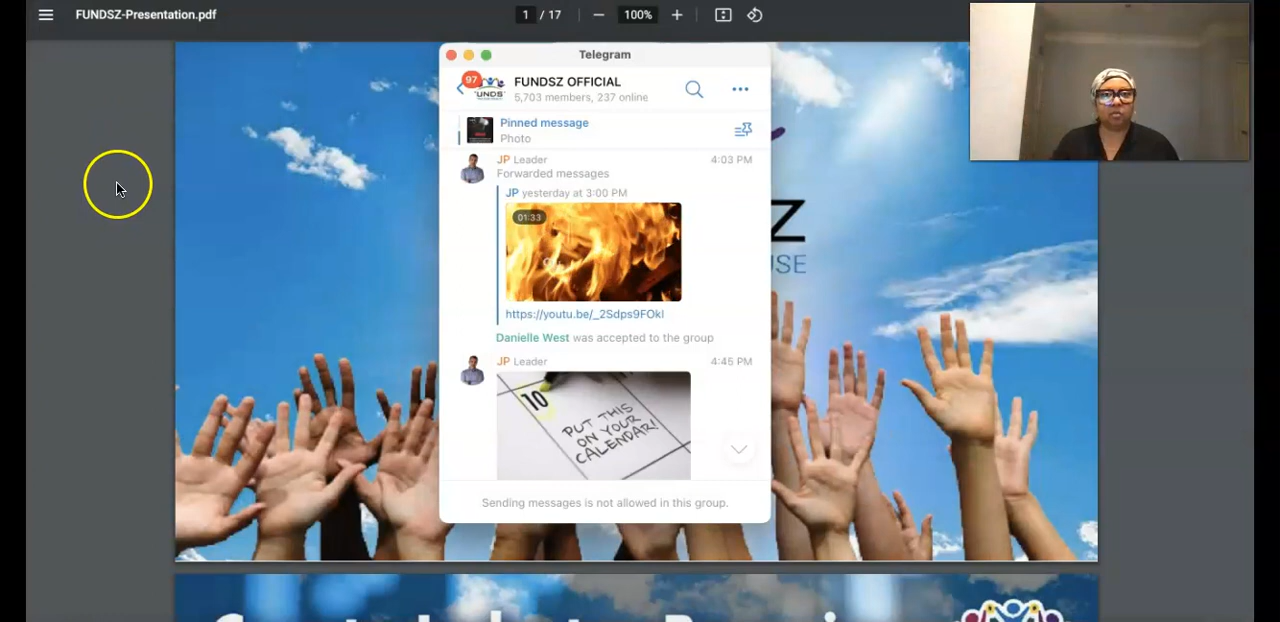 FUNDSZ-Presentation.pdf
1 / 17
100%
Telegram
97
FUNDSZ OFFICIAL
5,703 members, 237 online
UNDS
Pinned message
Photo
JP Leader 4:03 PM
Forwarded messages
JP yesterday at 3:00 PM
01:33
https://youtu.be/_2Sdps9FOkI
Danielle West was accepted to the group
JP Leader 4:45 PM
10
PUT THIS
ON YOUR
CALENDAR!
Sending messages is not allowed in this group.
Z
USE